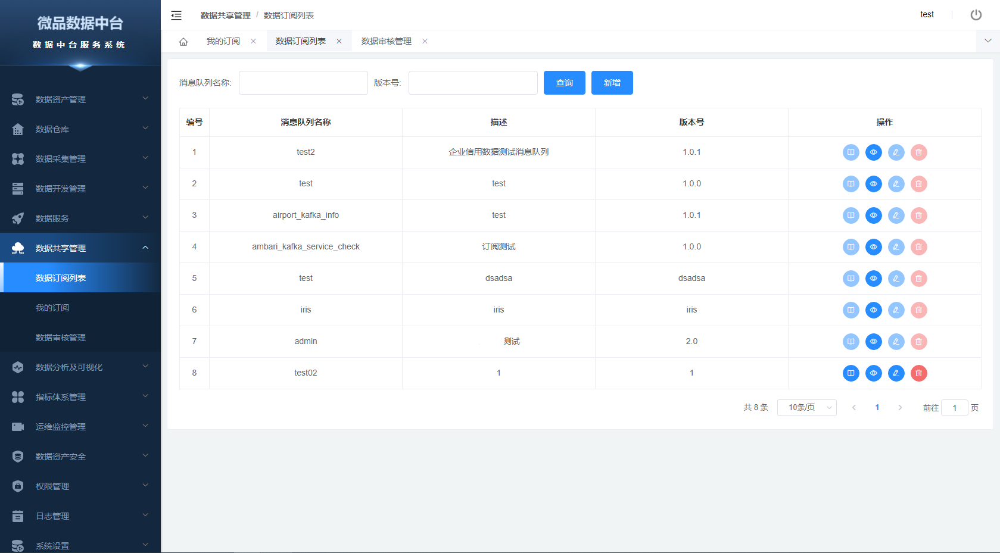 微品数据中台
数据中台服务系统
数据资产管理
数据仓库
数据采集管理
数据开发管理
数据服务
数据共享管理
数据订阅列表
我的订阅
数据审核管理
数据分析及可视化
指标体系管理
运维监控管理
数据资产安全
权限管理
日志管理
系统设置
数据共享管理 / 数据订阅列表
test
我的订阅 数据订阅列表 数据审核管理
消息队列名称: 版本号: 查询 新增
编号 消息队列名称 描述 版本号 操作
1 test2 企业信用数据测试消息队列 1.0.1
2 test test 1.0.0
3 airport_kafka_info test 1.0.1
4 ambari_kafka_service_check 订阅测试 1.0.0
5 test dsadsa dsadsa
6 iris iris iris
7 admin 测试 2.0
8 test02 1 1
共 8 条 10条/页 1 前往 1 页